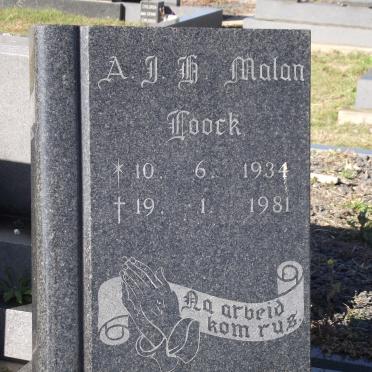 A. J. H Malan
Loock
* 10. 6. 1934
† 19. 1. 1981
Na arbeid
kom rus